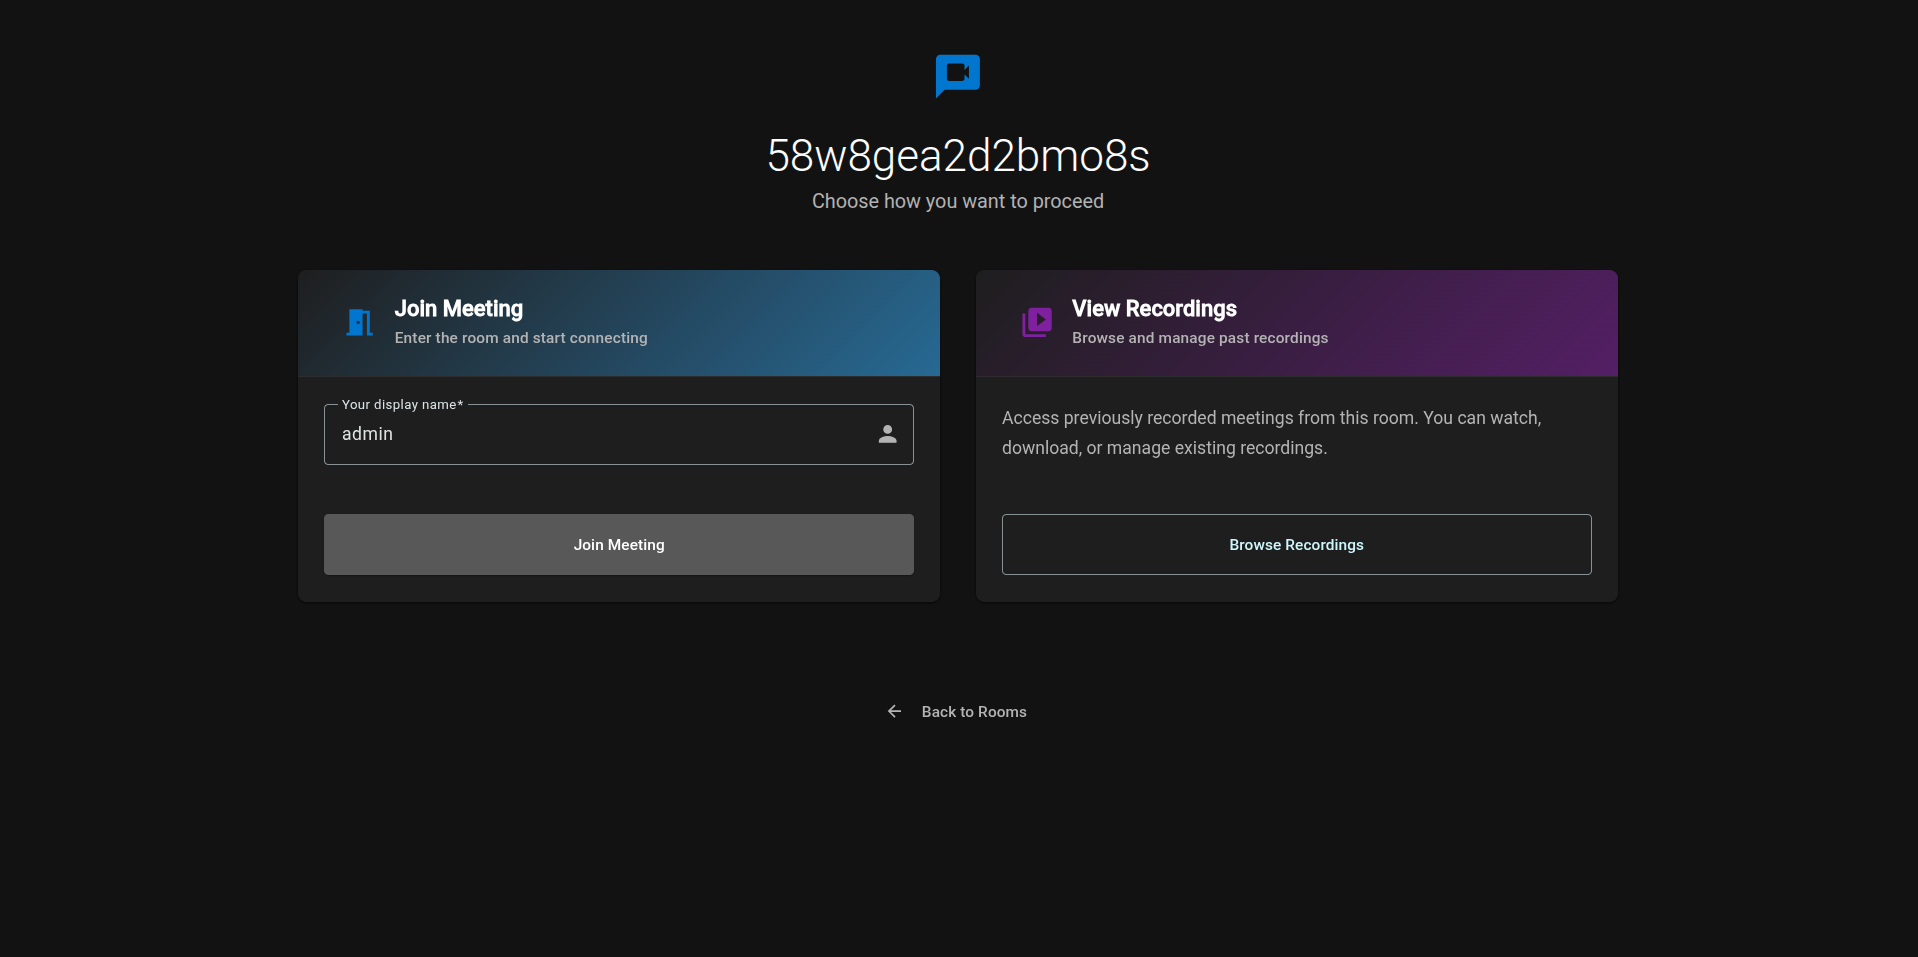 58w8gea2d2bmo8s
Choose how you want to proceed
Join Meeting
Enter the room and start connecting
Your display name*
admin
Join Meeting
View Recordings
Browse and manage past recordings
Access previously recorded meetings from this room. You can watch,
download, or manage existing recordings.
Browse Recordings
Back to Rooms